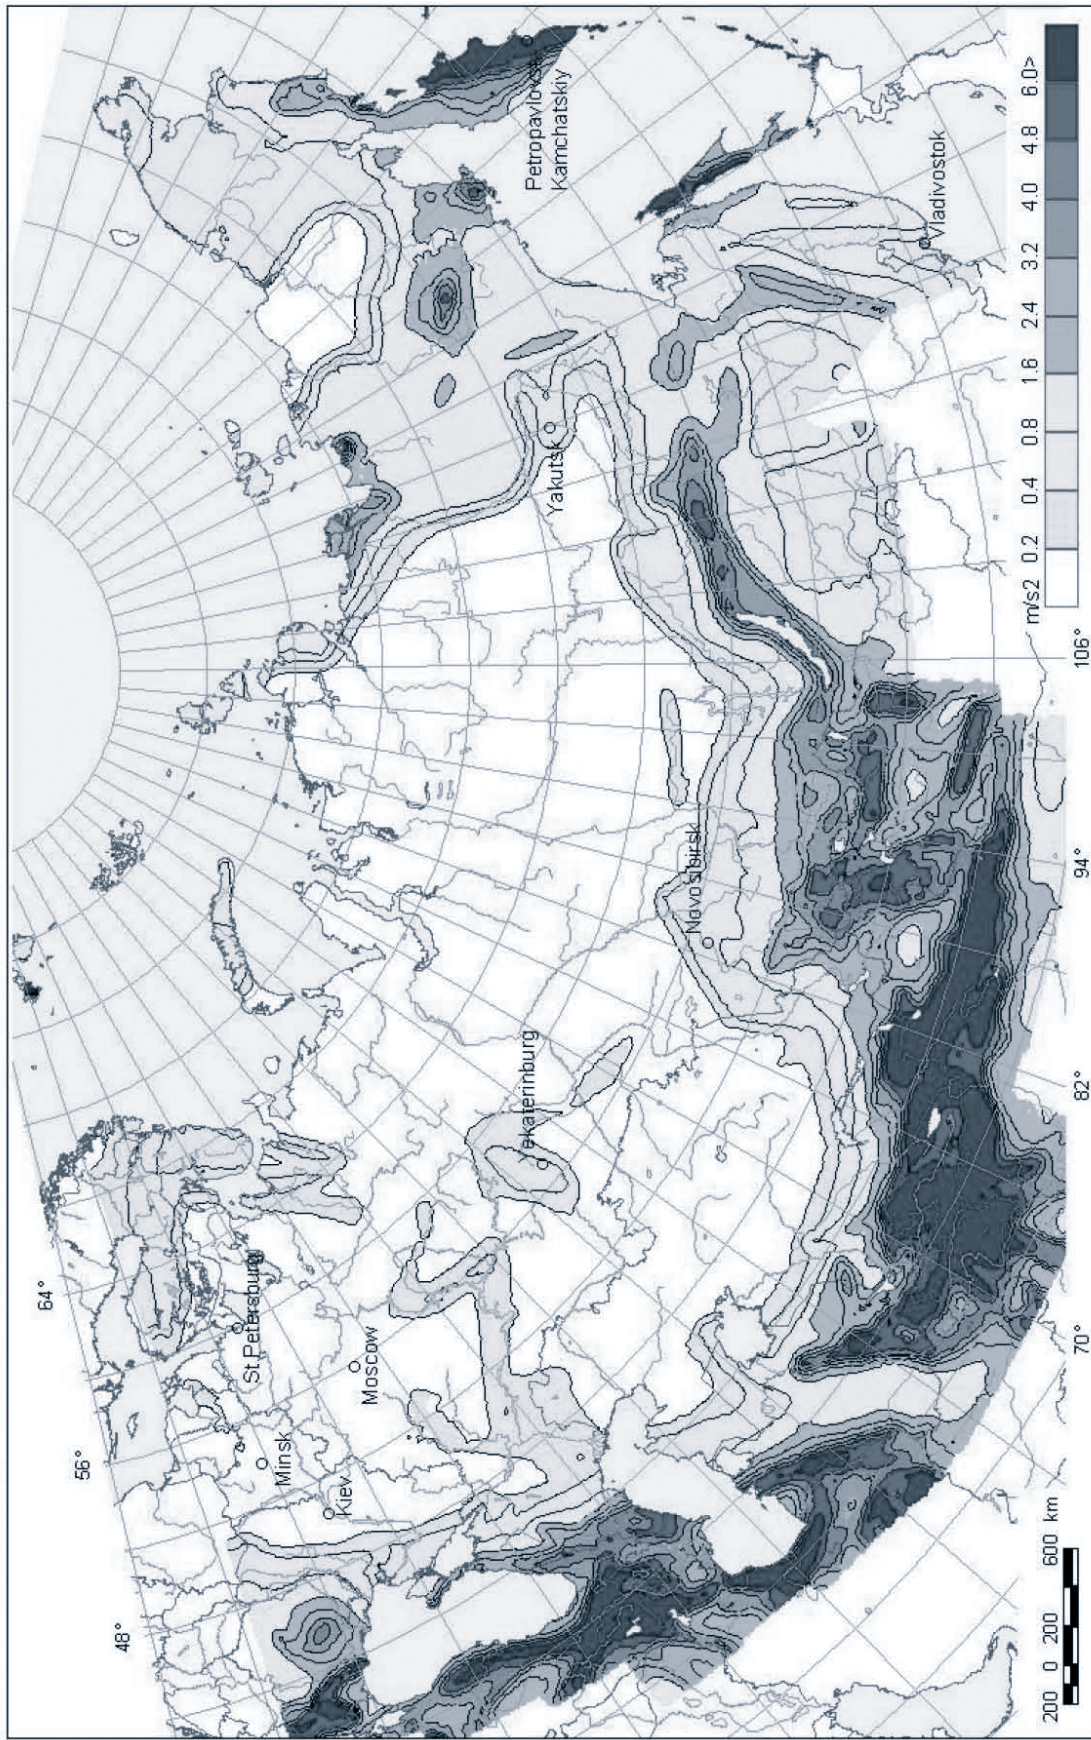 64°
56°
48°
St Petersburg
Minsk
Kiev
Moscow
ekaterinburg
Novosibirsk
Yakutsk
Petropavlovsk
Kamchatskiy
Vladivostok
200 0 200 600 km
70°
82°
94°
106°
m/s2 0.2 0.4 0.8 1.6 2.4 3.2 4.0 4.8 6.0>